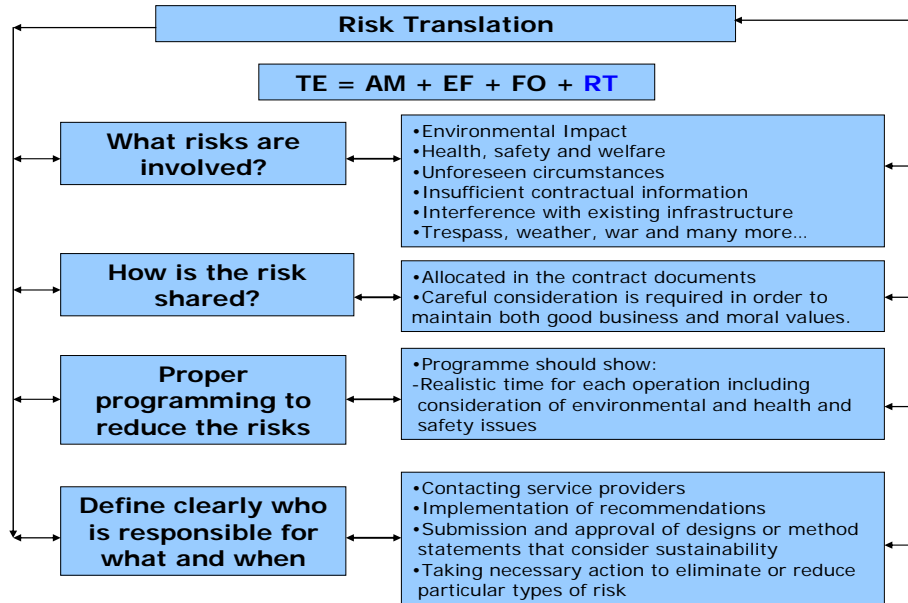 Risk Translation
TE = AM + EF + FO + RT
What risks are
involved?
•Environmental Impact
•Health, safety and welfare
•Unforeseen circumstances
•Insufficient contractual information
•Interference with existing infrastructure
•Trespass, weather, war and many more…
How is the risk
shared?
•Allocated in the contract documents
•Careful consideration is required in order to
maintain both good business and moral values.
Proper
programming to
reduce the risks
•Programme should show:
-Realistic time for each operation including
consideration of environmental and health and
safety issues
Define clearly who
is responsible for
what and when
•Contacting service providers
•Implementation of recommendations
•Submission and approval of designs or method
statements that consider sustainability
•Taking necessary action to eliminate or reduce
particular types of risk